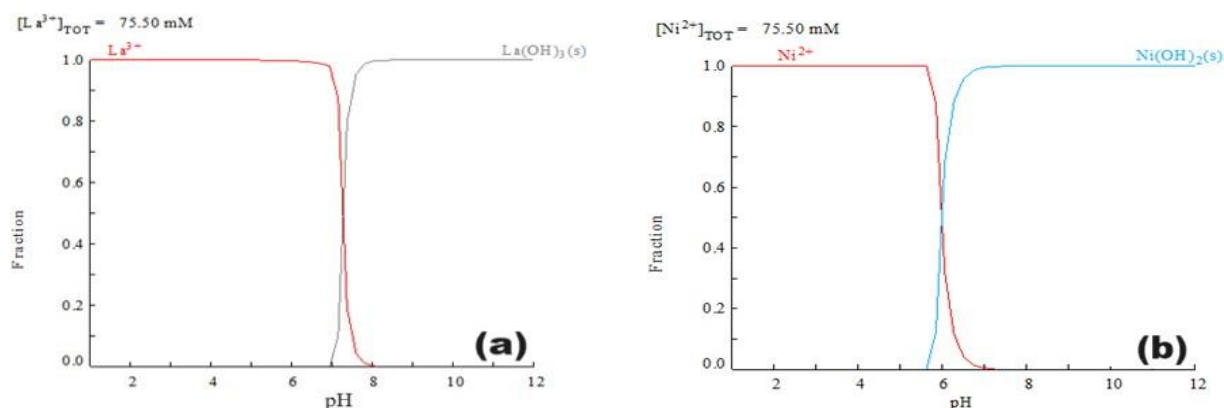 [La³⁺]TOT = 75.50 mM
La³⁺
La(OH)₃(s)
1.0
0.8
0.6
0.4
0.2
0.0
Fraction
2 4 6 8 10 12
pH
(a)
[Ni²⁺]TOT = 75.50 mM
Ni²⁺
Ni(OH)₂(s)
1.0
0.8
0.6
0.4
0.2
0.0
Fraction
2 4 6 8 10 12
pH
(b)